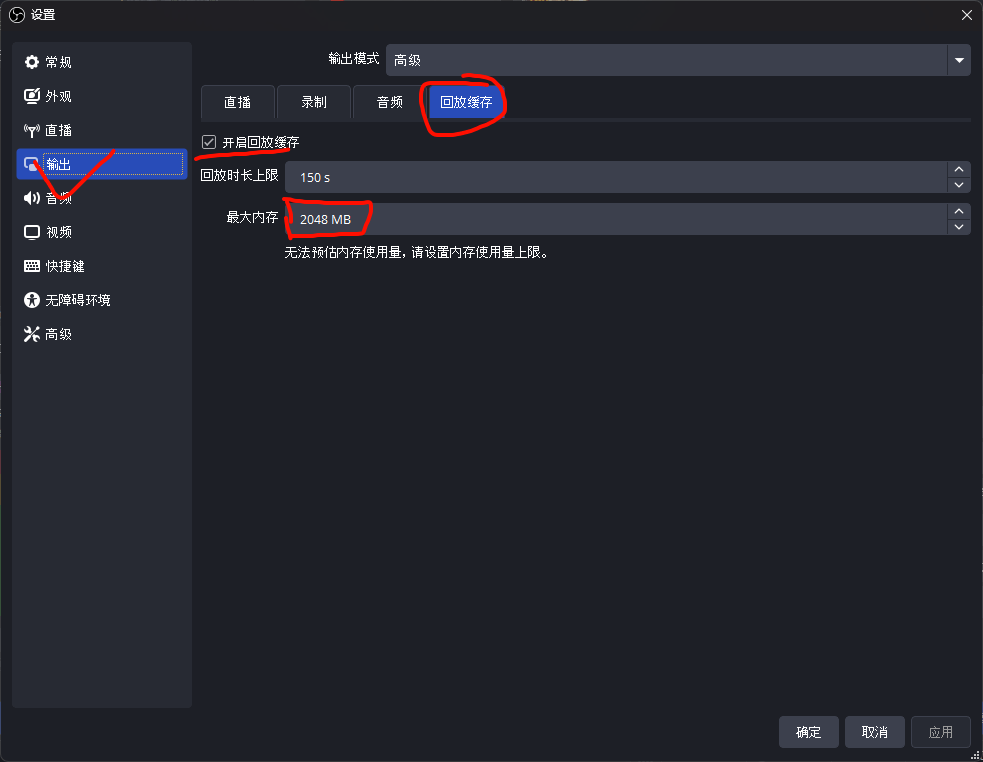 设置
常规
外观
直播
输出
音频
视频
快捷键
无障碍环境
高级
输出模式 高级
直播 录制 音频 回放缓存
开启回放缓存
回放时长上限 150 s
最大内存 2048 MB
无法预估内存使用量，请设置内存使用量上限。
确定 取消 应用